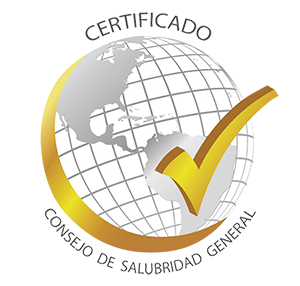 CERTIFICADO
CONSEJO DE SALUBRIDAD GENERAL